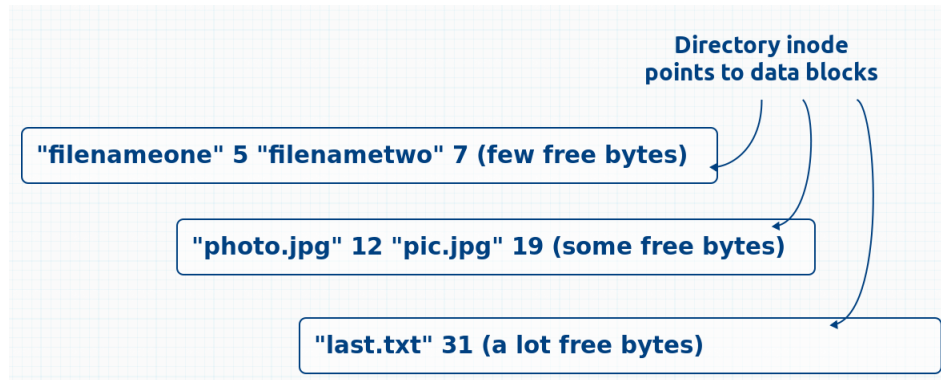 Directory inode
points to data blocks
"filenameone" 5 "filenametwo" 7 (few free bytes)
"photo.jpg" 12 "pic.jpg" 19 (some free bytes)
"last.txt" 31 (a lot free bytes)